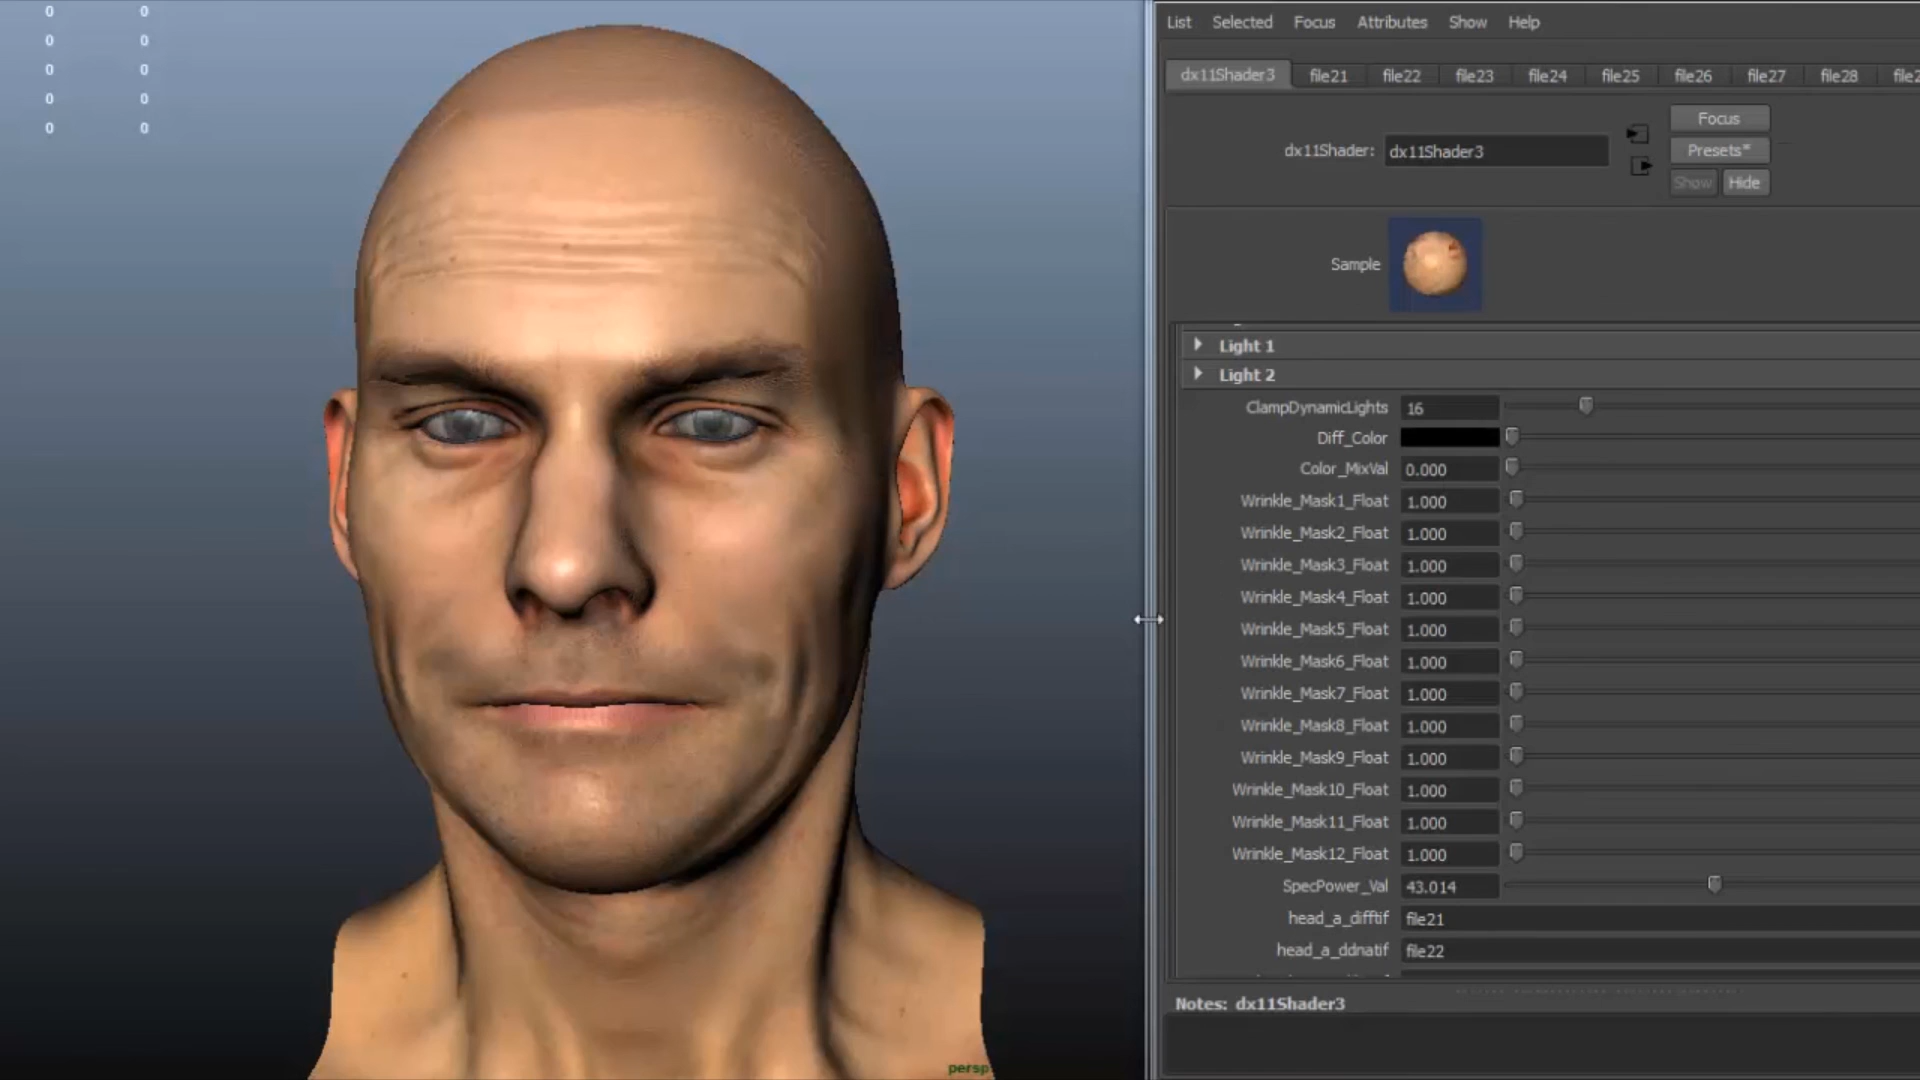 0 0
0 0
0 0
0 0
0 0
List Selected Focus Attributes Show Help
dx11Shader3 file21 file22 file23 file24 file25 file26 file27 file28 file2
Focus
dx11Shader: dx11Shader3
Presets*
Show Hide
Sample
Light 1
Light 2
ClampDynamicLights 16
Diff_Color
Color_MixVal 0.000
Wrinkle_Mask1_Float 1.000
Wrinkle_Mask2_Float 1.000
Wrinkle_Mask3_Float 1.000
Wrinkle_Mask4_Float 1.000
Wrinkle_Mask5_Float 1.000
Wrinkle_Mask6_Float 1.000
Wrinkle_Mask7_Float 1.000
Wrinkle_Mask8_Float 1.000
Wrinkle_Mask9_Float 1.000
Wrinkle_Mask10_Float 1.000
Wrinkle_Mask11_Float 1.000
Wrinkle_Mask12_Float 1.000
SpecPower_Val 43.014
head_a_difftif file21
head_a_ddnatif file22
Notes: dx11Shader3
persp